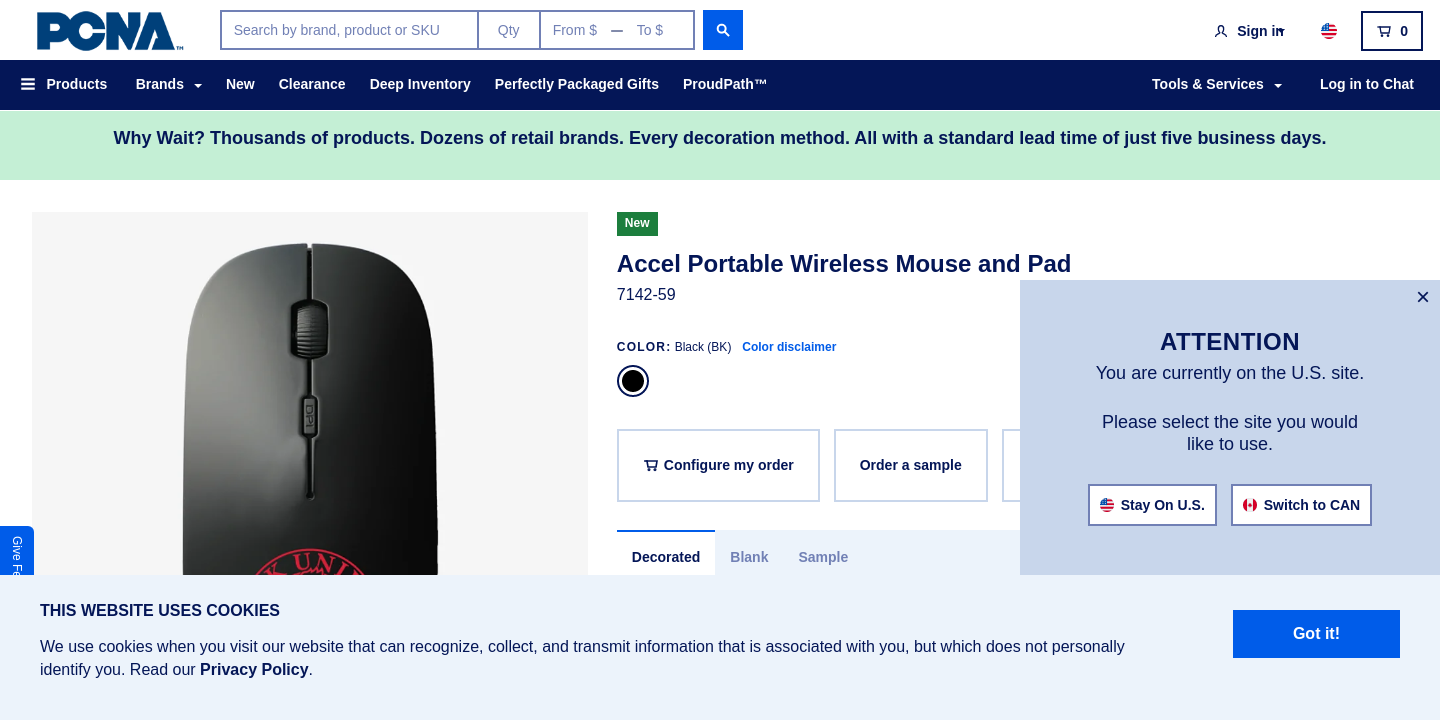 PCNA™
Search by brand, product or SKU
Qty
From $ — To $
Sign in
0
Products
Brands
New
Clearance
Deep Inventory
Perfectly Packaged Gifts
ProudPath™
Tools & Services
Log in to Chat
Why Wait? Thousands of products. Dozens of retail brands. Every decoration method. All with a standard lead time of just five business days.
New
Accel Portable Wireless Mouse and Pad
7142-59
COLOR: Black (BK) Color disclaimer
Configure my order
Order a sample
Decorated
Blank
Sample
DPI
×
ATTENTION
You are currently on the U.S. site.
Please select the site you would
like to use.
Stay On U.S.
Switch to CAN
Give Fe
THIS WEBSITE USES COOKIES
We use cookies when you visit our website that can recognize, collect, and transmit information that is associated with you, but which does not personally
identify you. Read our Privacy Policy.
Got it!